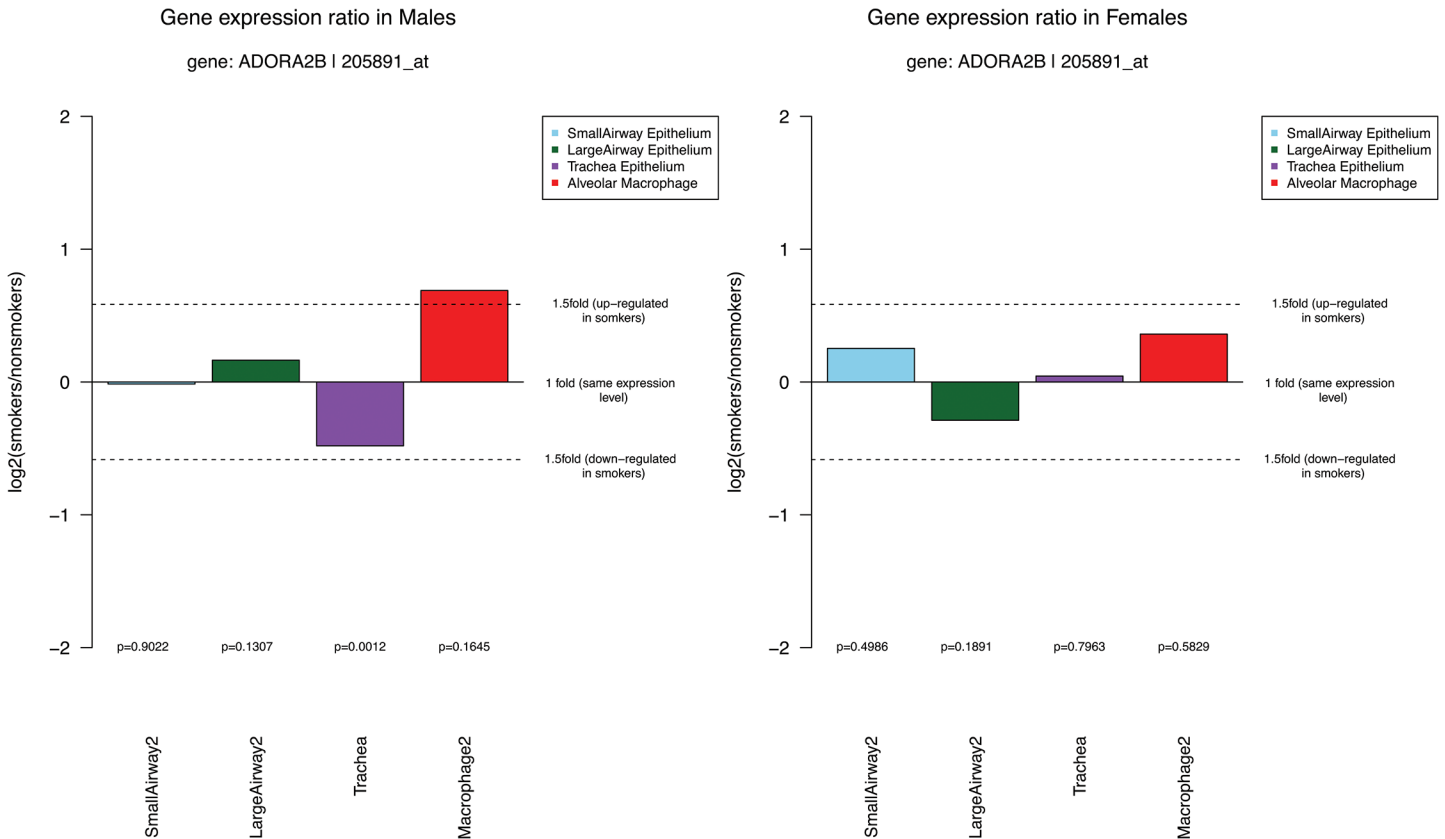 Gene expression ratio in Males
gene: ADORA2B | 205891_at
2
1
0
−1
−2
log2(smokers/nonsmokers)
SmallAirway Epithelium
LargeAirway Epithelium
Trachea Epithelium
Alveolar Macrophage
1.5fold (up−regulated
in somkers)
1 fold (same expression
level)
1.5fold (down−regulated
in smokers)
p=0.9022
p=0.1307
p=0.0012
p=0.1645
SmallAirway2
LargeAirway2
Trachea
Macrophage2
Gene expression ratio in Females
gene: ADORA2B | 205891_at
2
1
0
−1
−2
log2(smokers/nonsmokers)
SmallAirway Epithelium
LargeAirway Epithelium
Trachea Epithelium
Alveolar Macrophage
1.5fold (up−regulated
in somkers)
1 fold (same expression
level)
1.5fold (down−regulated
in smokers)
p=0.4986
p=0.1891
p=0.7963
p=0.5829
SmallAirway2
LargeAirway2
Trachea
Macrophage2